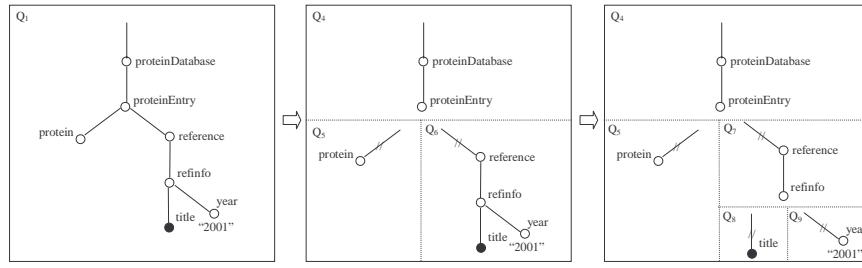 Q1
proteinDatabase
proteinEntry
protein
reference
refinfo
year
title
“2001”
Q4
proteinDatabase
proteinEntry
Q5
Q6
protein
reference
refinfo
year
title
“2001”
Q4
proteinDatabase
proteinEntry
Q5
Q7
protein
reference
refinfo
Q8
Q9
year
title
“2001”